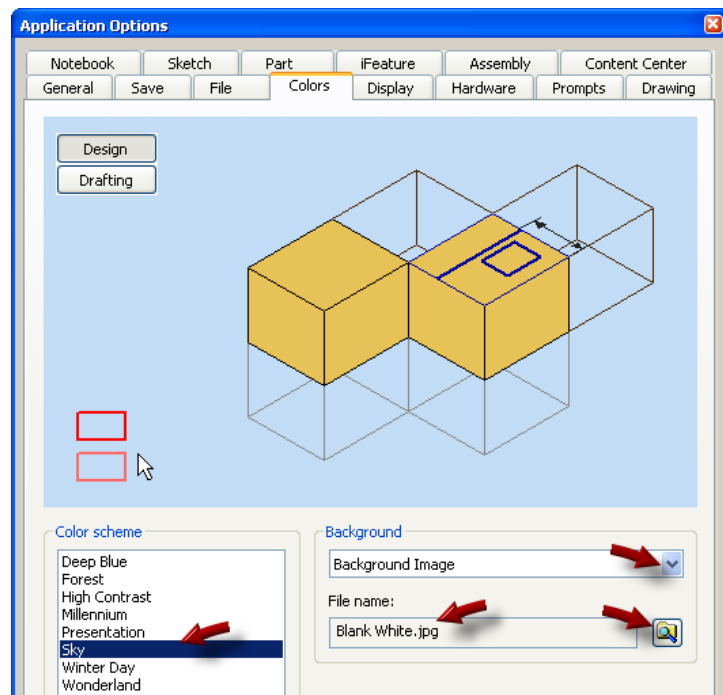 Application Options
Notebook Sketch Part iFeature Assembly Content Center
General Save File Colors Display Hardware Prompts Drawing
Design
Drafting
Color scheme
Deep Blue
Forest
High Contrast
Millennium
Presentation
Sky
Winter Day
Wonderland
Background
Background Image
File name:
Blank White.jpg